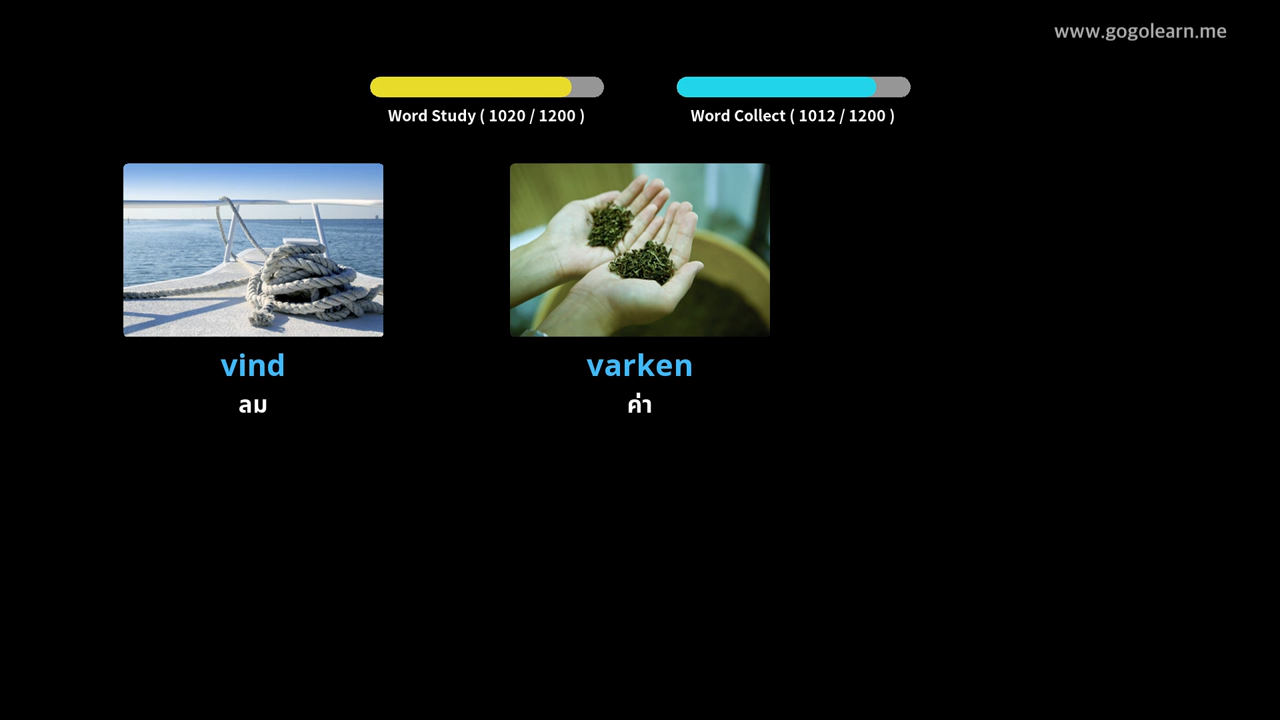 www.gogolearn.me
Word Study ( 1020 / 1200 )
Word Collect ( 1012 / 1200 )
vind
varken
ลม
ค่า